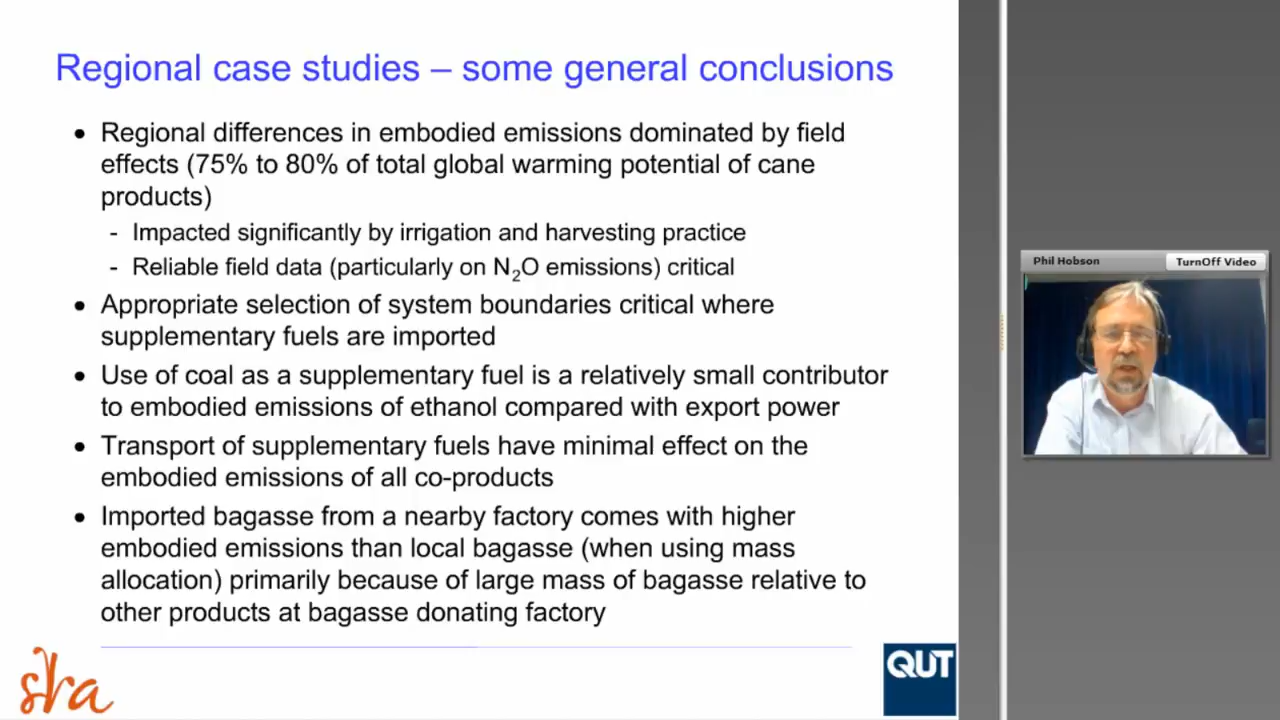 Regional case studies – some general conclusions
• Regional differences in embodied emissions dominated by field
effects (75% to 80% of total global warming potential of cane
products)
- Impacted significantly by irrigation and harvesting practice
- Reliable field data (particularly on N₂O emissions) critical
• Appropriate selection of system boundaries critical where
supplementary fuels are imported
• Use of coal as a supplementary fuel is a relatively small contributor
to embodied emissions of ethanol compared with export power
• Transport of supplementary fuels have minimal effect on the
embodied emissions of all co-products
• Imported bagasse from a nearby factory comes with higher
embodied emissions than local bagasse (when using mass
allocation) primarily because of large mass of bagasse relative to
other products at bagasse donating factory
sra
QUT
Phil Hobson
TurnOff Video